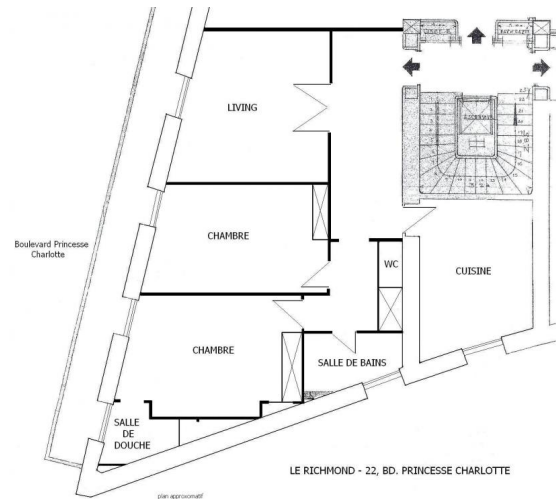 LIVING
CHAMBRE
Boulevard Princesse
Charlotte
WC
CUISINE
CHAMBRE
SALLE DE BAINS
SALLE
DE
DOUCHE
LE RICHMOND - 22, BD. PRINCESSE CHARLOTTE
plan approximatif